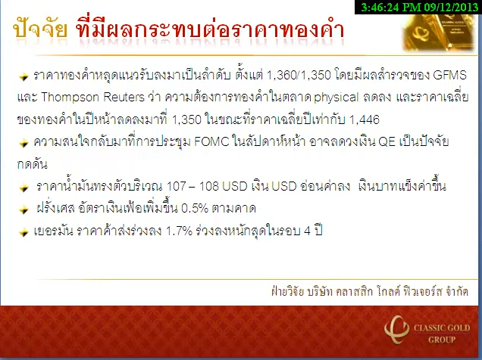 3:46:24 PM 09/12/2013
ปัจจัย ที่มีผลกระทบต่อราคาทองคำ
ราคาทองคำหลุดแนวรับลงมาเป็นลำดับ ตั้งแต่ 1,360/1,350 โดยมีผลสำรวจของ GFMS
และ Thompson Reuters ว่า ความต้องการทองคำในตลาด physical ลดลง และราคาเฉลี่ย
ของทองคำในปีหน้าลดลงมาที่ 1,350 ในขณะที่ราคาเฉลี่ยปีเท่ากับ 1,446
ความสนใจกลับมาที่การประชุม FOMC ในสัปดาห์หน้า อาจลดวงเงิน QE เป็นปัจจัย
กดดัน
ราคาน้ำมันทรงตัวบริเวณ 107 – 108 USD เงิน USD อ่อนค่าลง เงินบาทแข็งค่าขึ้น
ฝรั่งเศส อัตราเงินเฟ้อเพิ่มขึ้น 0.5% ตามคาด
เยอรมัน ราคาค้าส่งร่วงลง 1.7% ร่วงลงหนักสุดในรอบ 4 ปี
ฝ่ายวิจัย บริษัท คลาสสิก โกลด์ ฟิวเจอร์ส จำกัด
CLASSIC GOLD
GROUP